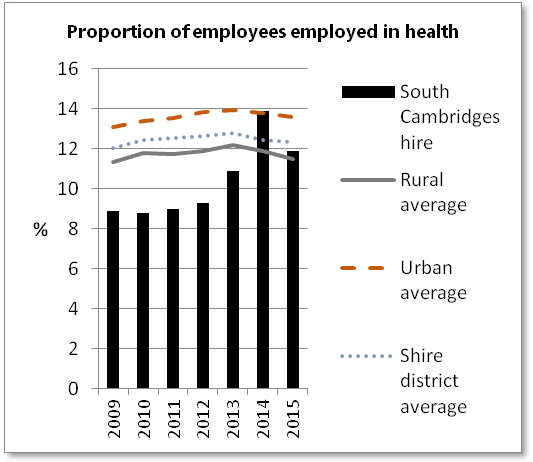 Proportion of employees employed in health
16
14
12
10
8
6
4
2
0
%
2009
2010
2011
2012
2013
2014
2015
South
Cambridges
hire
Rural
average
Urban
average
Shire
district
average